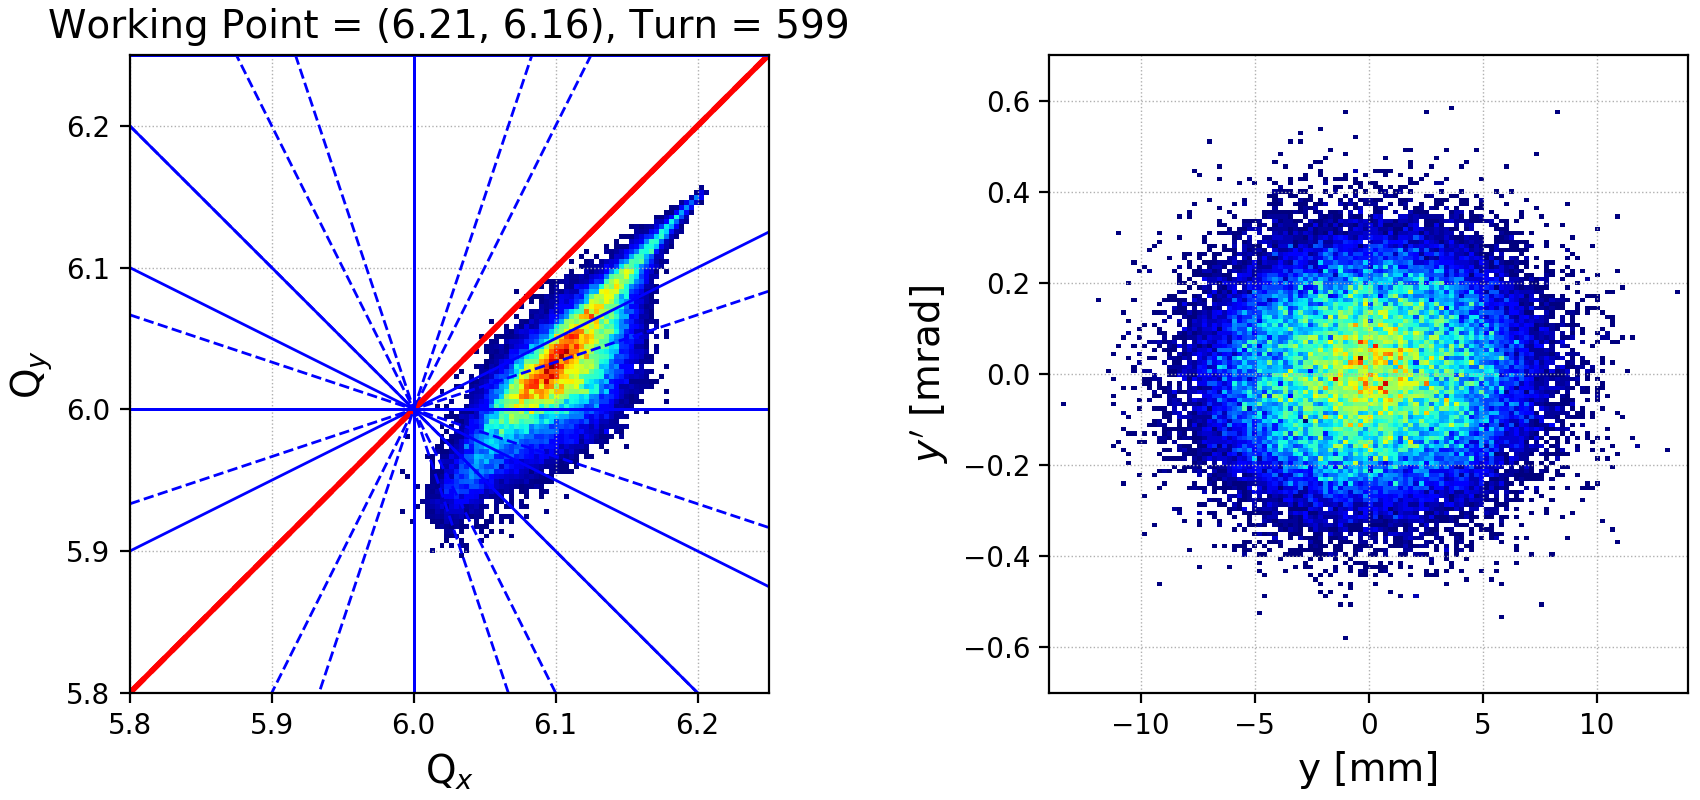 Working Point = (6.21, 6.16), Turn = 599
6.2
6.1
6.0
5.9
5.8
Q_y
5.8 5.9 6.0 6.1 6.2
Q_x
0.6
0.4
0.2
0.0
−0.2
−0.4
−0.6
y′ [mrad]
−10 −5 0 5 10
y [mm]